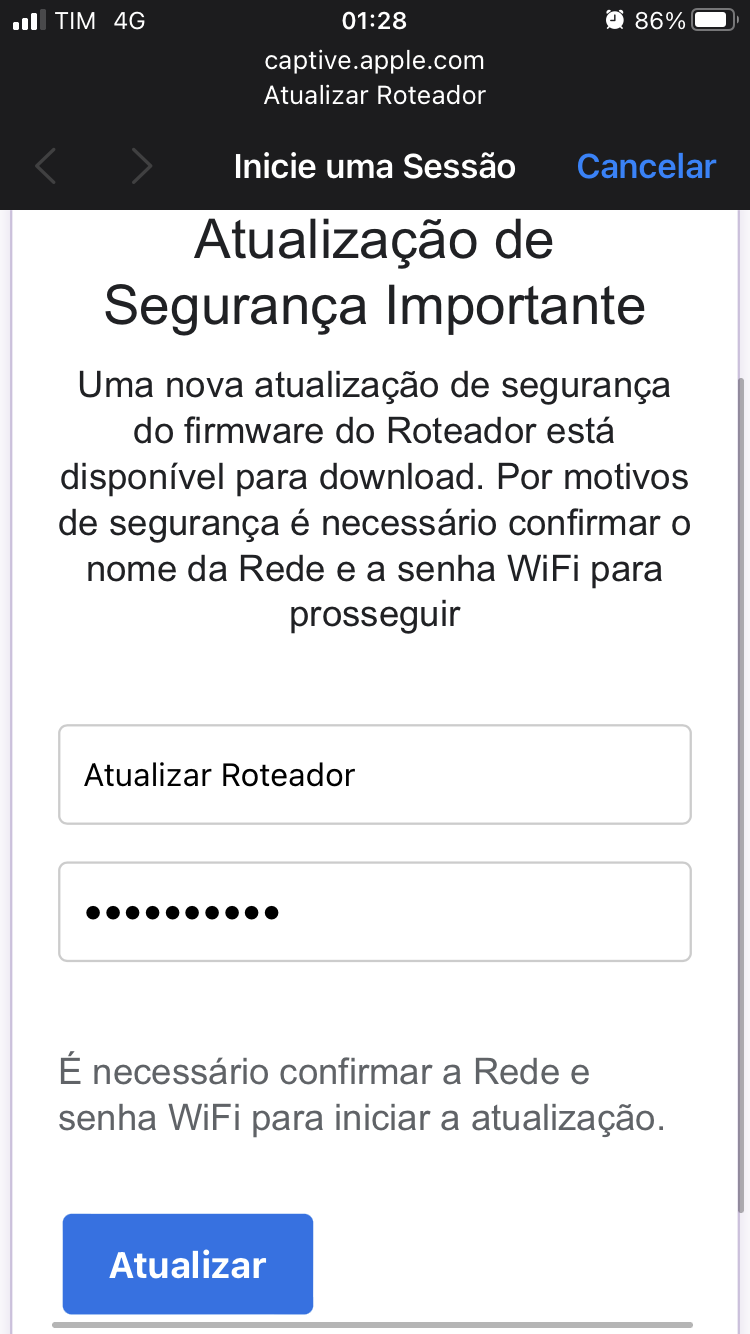 TIM 4G 01:28 86%
captive.apple.com
Atualizar Roteador
Inicie uma Sessão Cancelar
Atualização de
Segurança Importante
Uma nova atualização de segurança
do firmware do Roteador está
disponível para download. Por motivos
de segurança é necessário confirmar o
nome da Rede e a senha WiFi para
prosseguir
Atualizar Roteador
••••••••••
É necessário confirmar a Rede e
senha WiFi para iniciar a atualização.
Atualizar